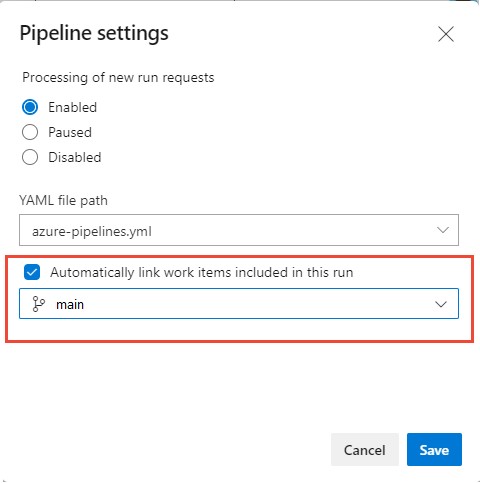 Pipeline settings
Processing of new run requests
Enabled
Paused
Disabled
YAML file path
azure-pipelines.yml
Automatically link work items included in this run
main
Cancel
Save